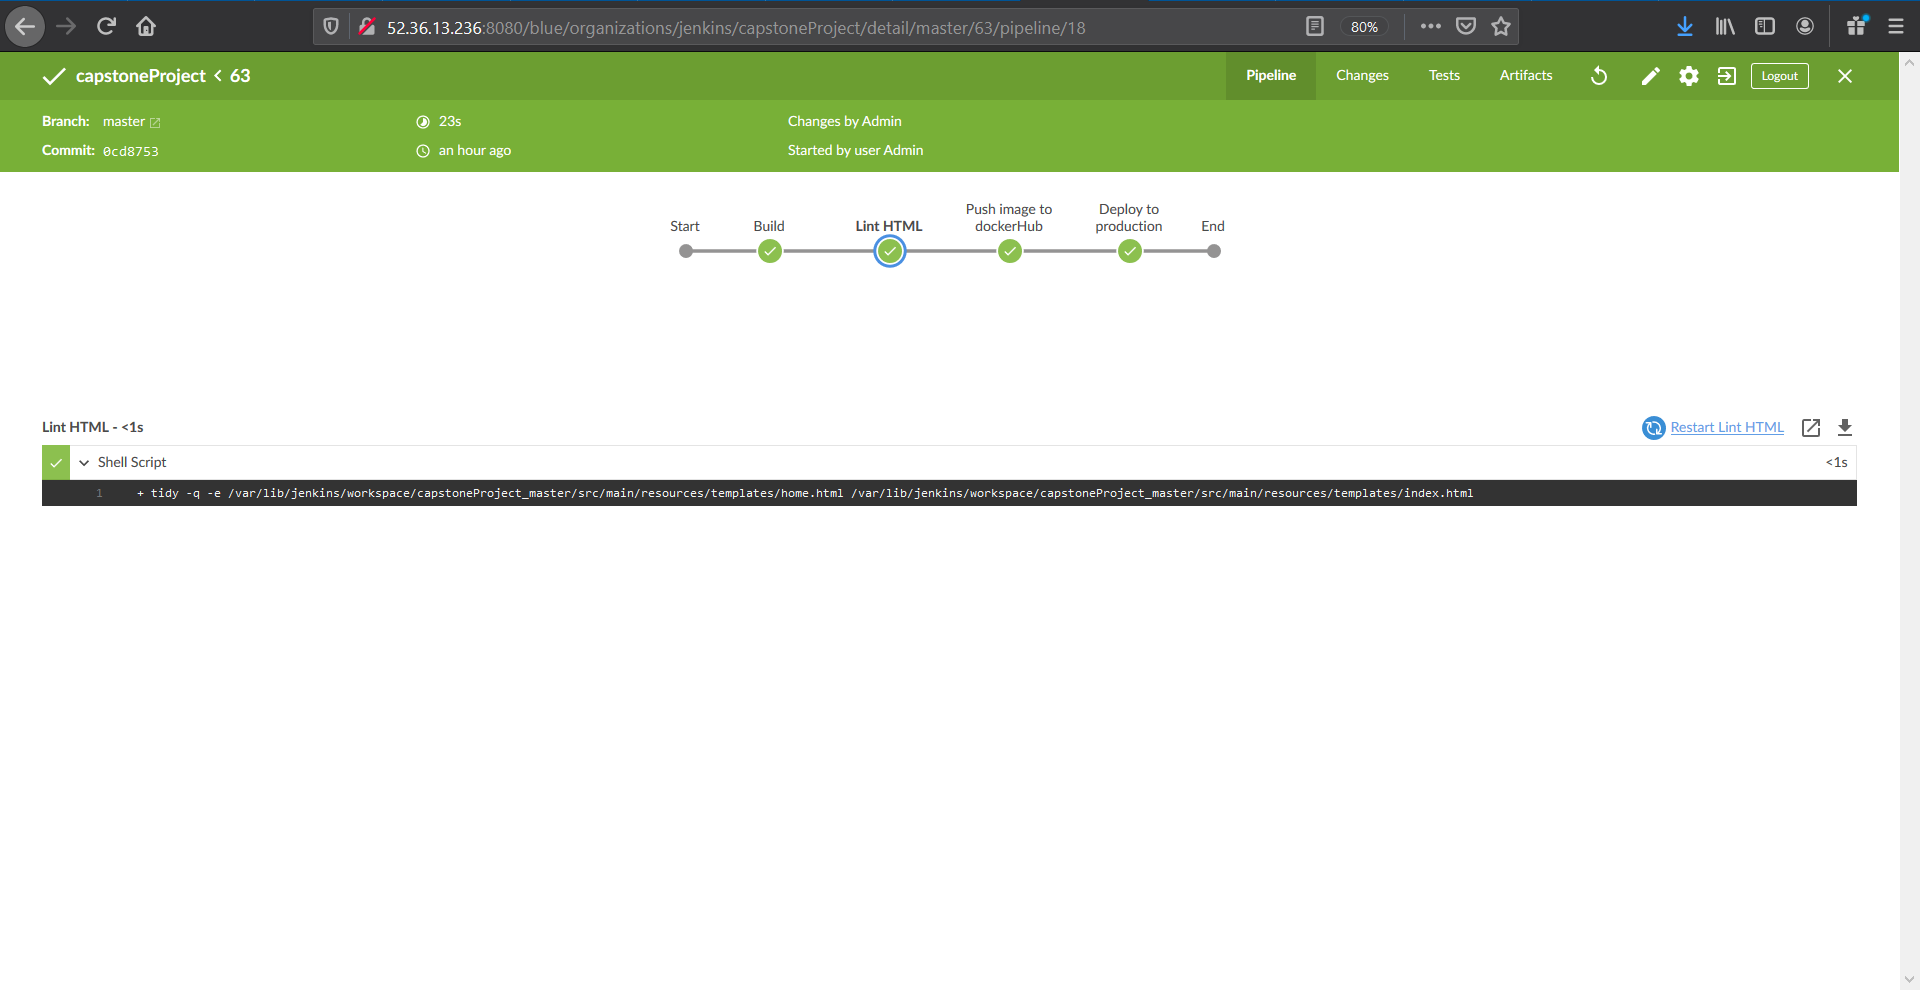 52.36.13.236:8080/blue/organizations/jenkins/capstoneProject/detail/master/63/pipeline/18
80%
capstoneProject < 63
Pipeline
Changes
Tests
Artifacts
Logout
Branch: master
23s
Changes by Admin
Commit: 0cd8753
an hour ago
Started by user Admin
Start
Build
Lint HTML
Push image to
dockerHub
Deploy to
production
End
Lint HTML - <1s
Restart Lint HTML
Shell Script
<1s
1 + tidy -q -e /var/lib/jenkins/workspace/capstoneProject_master/src/main/resources/templates/home.html /var/lib/jenkins/workspace/capstoneProject_master/src/main/resources/templates/index.html